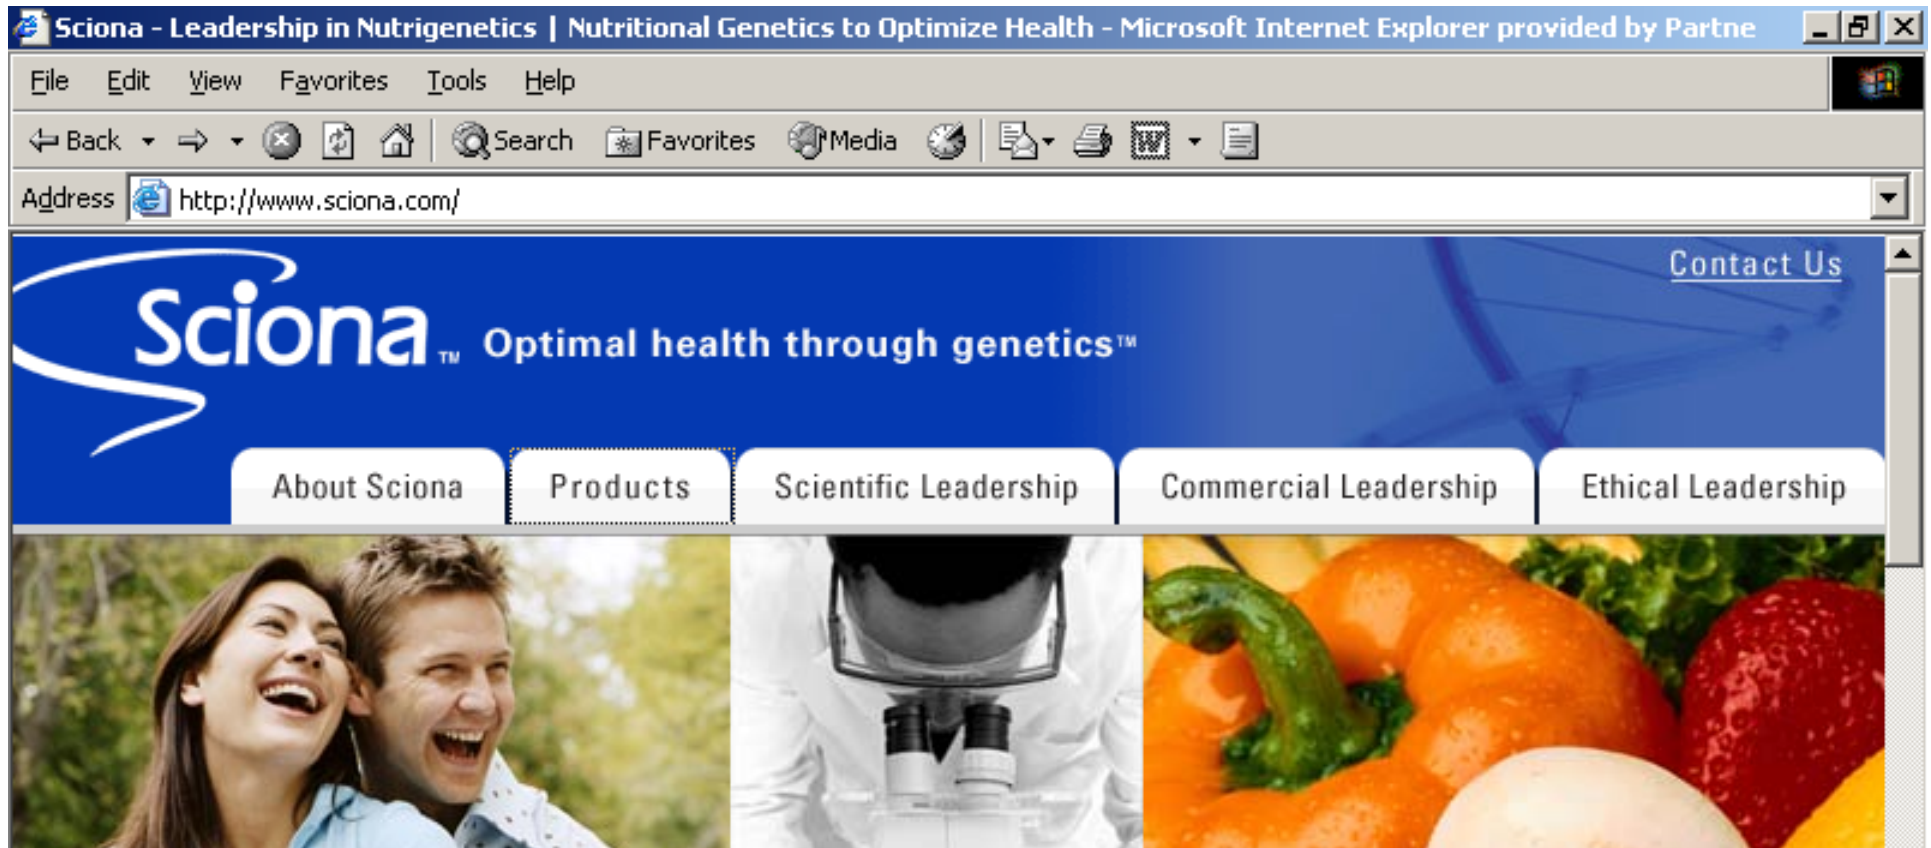 Sciona - Leadership in Nutrigenetics | Nutritional Genetics to Optimize Health - Microsoft Internet Explorer provided by Partne
File Edit View Favorites Tools Help
Back Search Favorites Media W
Address http://www.sciona.com/
Contact Us
Sciona™ Optimal health through genetics™
About Sciona Products Scientific Leadership Commercial Leadership Ethical Leadership